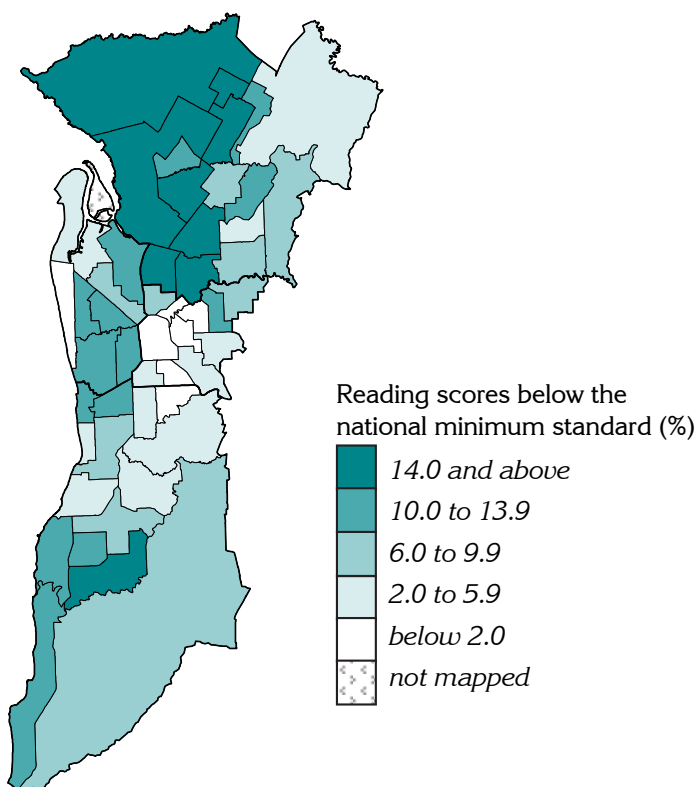 Reading scores below the
national minimum standard (%)
14.0 and above
10.0 to 13.9
6.0 to 9.9
2.0 to 5.9
below 2.0
not mapped